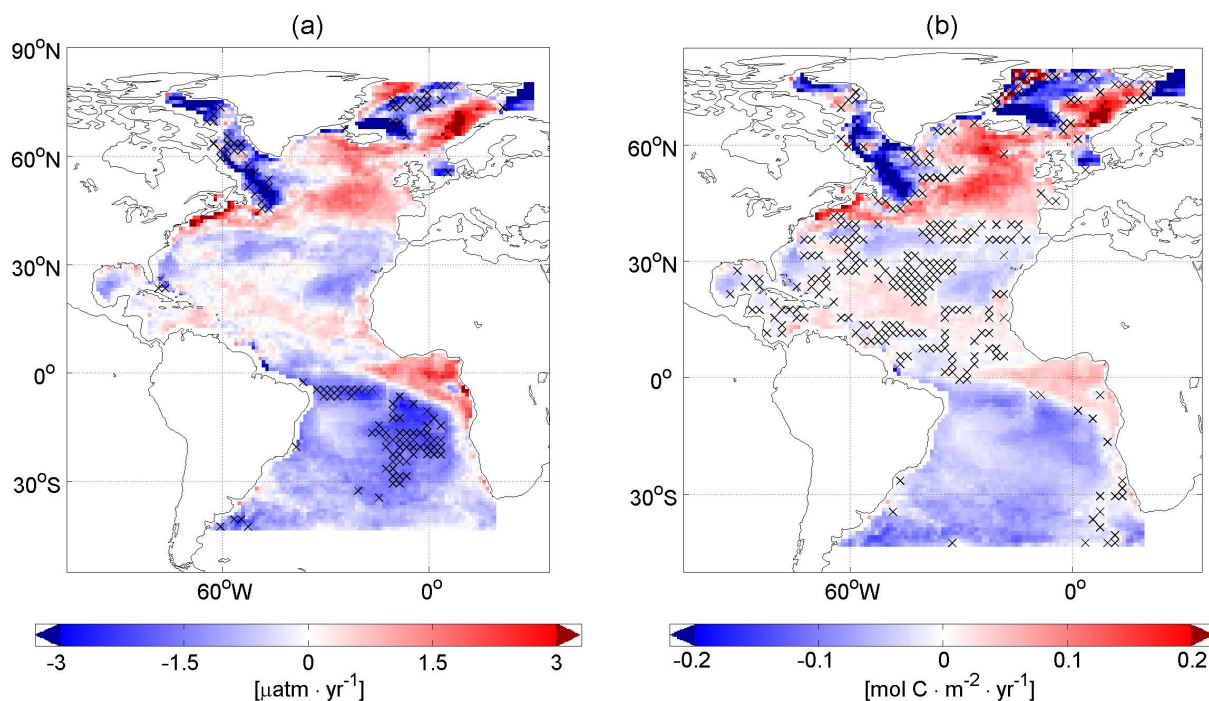 (a) (b)
90°N
60°N 60°N
30°N 30°N
0° 0°
30°S 30°S
60°W 0° 60°W 0°
-3 -1.5 0 1.5 3 -0.2 -0.1 0 0.1 0.2
[μatm · yr⁻¹] [mol C · m⁻² · yr⁻¹]